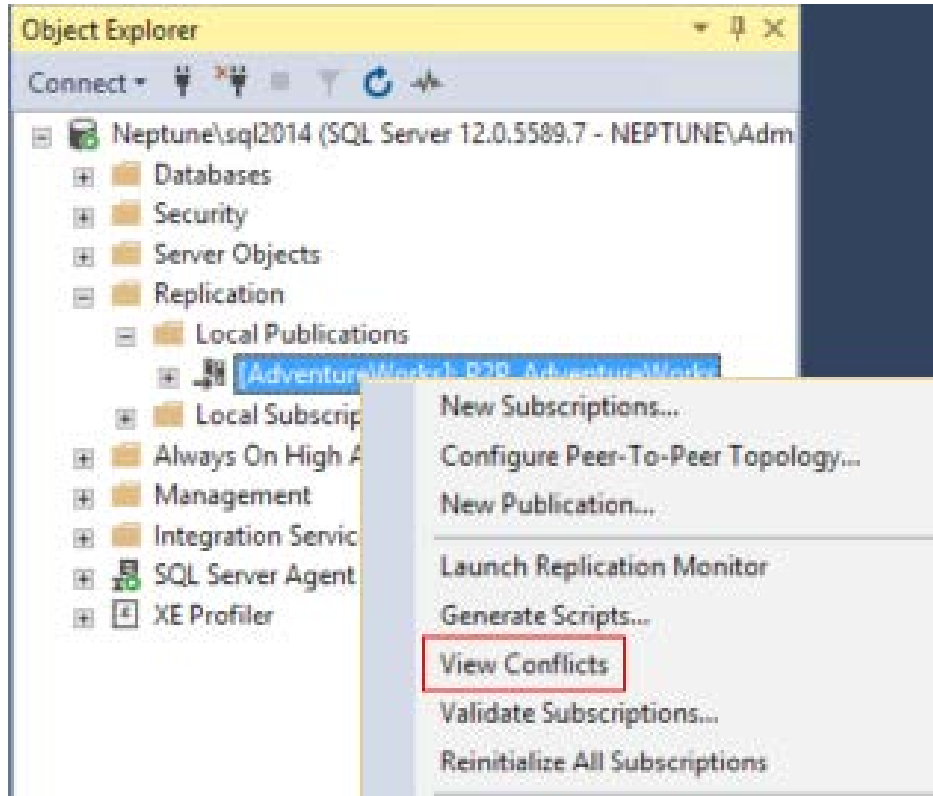 Object Explorer
Connect
Neptune\sql2014 (SQL Server 12.0.5589.7 - NEPTUNE\Adm
Databases
Security
Server Objects
Replication
Local Publications
[AdventureWorks]: P2P_AdventureWorks
Local Subscrip
Always On High A
Management
Integration Servic
SQL Server Agent
XE Profiler
New Subscriptions...
Configure Peer-To-Peer Topology...
New Publication...
Launch Replication Monitor
Generate Scripts...
View Conflicts
Validate Subscriptions...
Reinitialize All Subscriptions